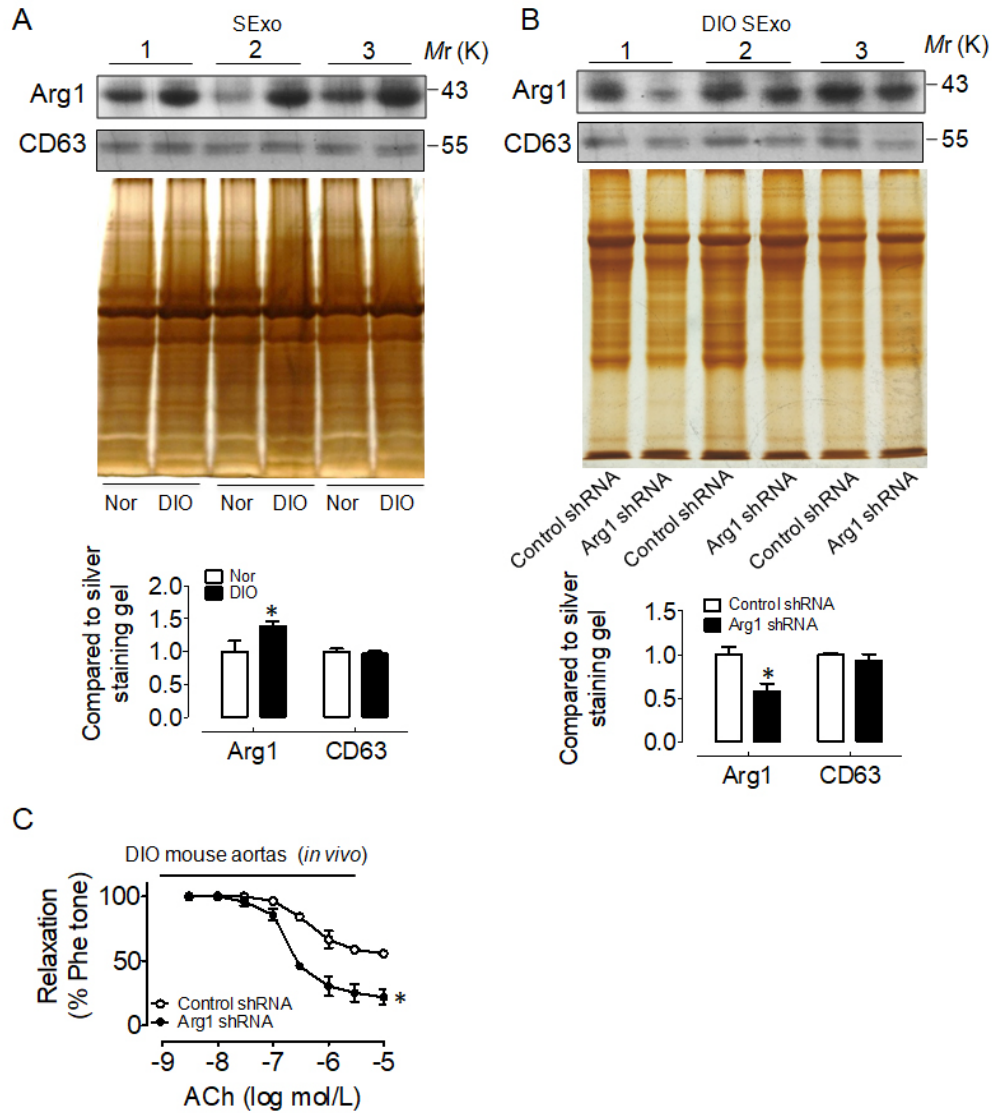 A
SExo
1 2 3 Mr (K)
Arg1 43
CD63 55
Nor DIO Nor DIO Nor DIO
Compared to silver
staining gel
Nor
DIO
2.0
1.5
1.0
0.5
0.0
*
Arg1 CD63
B
DIO SExo
1 2 3 Mr (K)
Arg1 43
CD63 55
Control shRNA
Arg1 shRNA
Control shRNA
Arg1 shRNA
Control shRNA
Arg1 shRNA
Compared to silver
staining gel
Control shRNA
Arg1 shRNA
1.5
1.0
0.5
0.0
*
Arg1 CD63
C
DIO mouse aortas (in vivo)
Relaxation
(% Phe tone)
100
50
0
Control shRNA
Arg1 shRNA
*
-9 -8 -7 -6 -5
ACh (log mol/L)